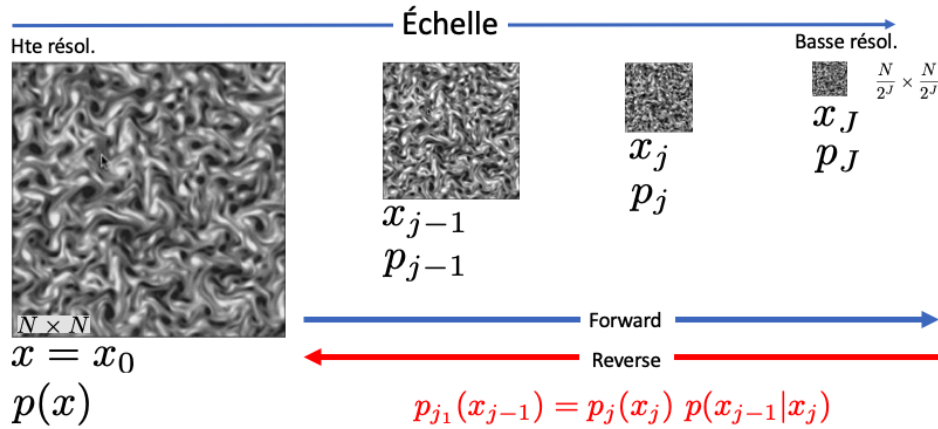 Échelle
Hte résol.
Basse résol.
N/2^J × N/2^J
x_J
p_J
x_j
p_j
x_{j−1}
p_{j−1}
N × N
Forward
x = x_0
Reverse
p(x)
p_{j_1}(x_{j−1}) = p_j(x_j) p(x_{j−1}|x_j)